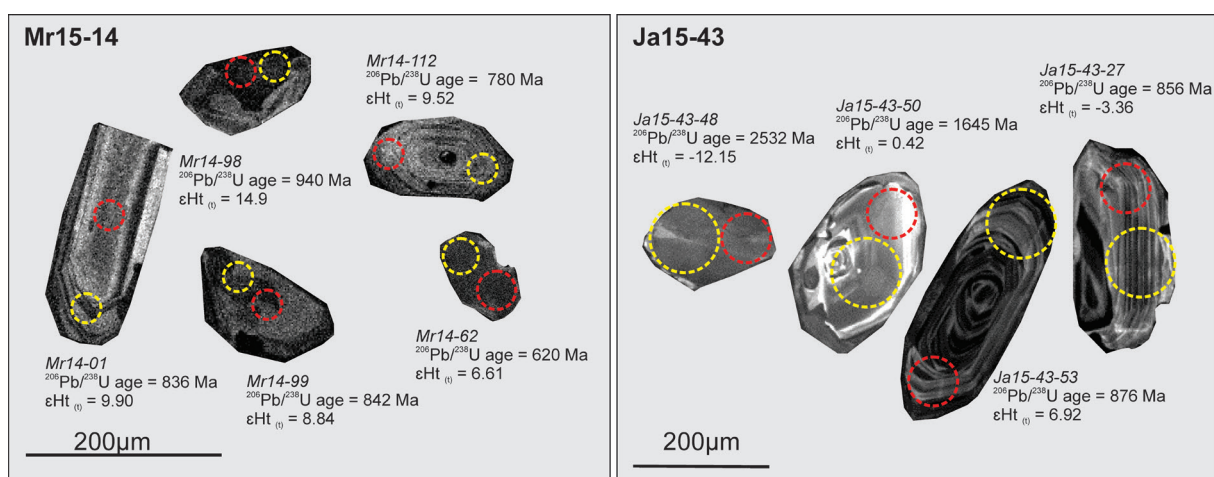 Mr15-14
Mr14-112
²⁰⁶Pb/²³⁸U age = 780 Ma
εHt (t) = 9.52
Mr14-98
²⁰⁶Pb/²³⁸U age = 940 Ma
εHt (t) = 14.9
Mr14-01
²⁰⁶Pb/²³⁸U age = 836 Ma
εHt (t) = 9.90
Mr14-99
²⁰⁶Pb/²³⁸U age = 842 Ma
εHt (t) = 8.84
Mr14-62
²⁰⁶Pb/²³⁸U age = 620 Ma
εHt (t) = 6.61
200µm
Ja15-43
Ja15-43-48
²⁰⁶Pb/²³⁸U age = 2532 Ma
εHt (t) = -12.15
Ja15-43-50
²⁰⁶Pb/²³⁸U age = 1645 Ma
εHt (t) = 0.42
Ja15-43-27
²⁰⁶Pb/²³⁸U age = 856 Ma
εHt (t) = -3.36
Ja15-43-53
²⁰⁶Pb/²³⁸U age = 876 Ma
εHt (t) = 6.92
200µm